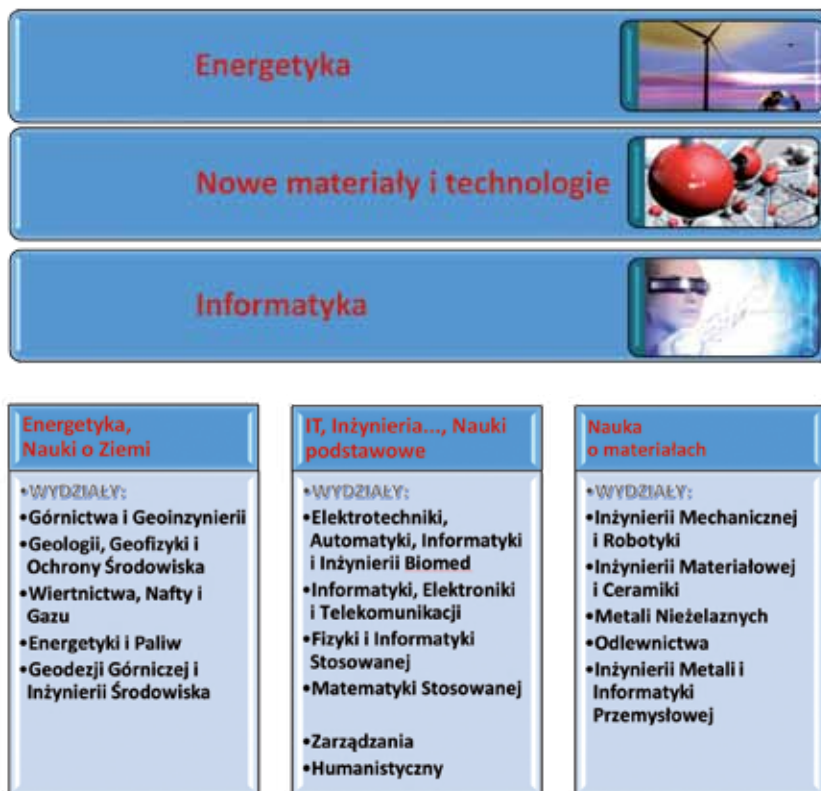 Energetyka
Nowe materiały i technologie
Informatyka
Energetyka,
Nauki o Ziemi
•WYDZIAŁY:
•Górnictwa i Geoinzynierii
•Geologii, Geofizyki i
Ochrony Środowiska
•Wiertnictwa, Nafty i
Gazu
•Energetyki i Paliw
•Geodezji Górniczej i
Inżynierii Środowiska
IT, Inżynieria..., Nauki
podstawowe
•WYDZIAŁY:
•Elektrotechniki,
Automatyki, Informatyki
i Inżynierii Biomed
•Informatyki, Elektroniki
i Telekomunikacji
•Fizyki i Informatyki
Stosowanej
•Matematyki Stosowanej
•Zarządzania
•Humanistyczny
Nauka
o materiałach
•WYDZIAŁY:
•Inżynierii Mechanicznej
i Robotyki
•Inżynierii Materiałowej
i Ceramiki
•Metali Nieżelaznych
•Odlewnictwa
•Inżynierii Metali i
Informatyki
Przemysłowej